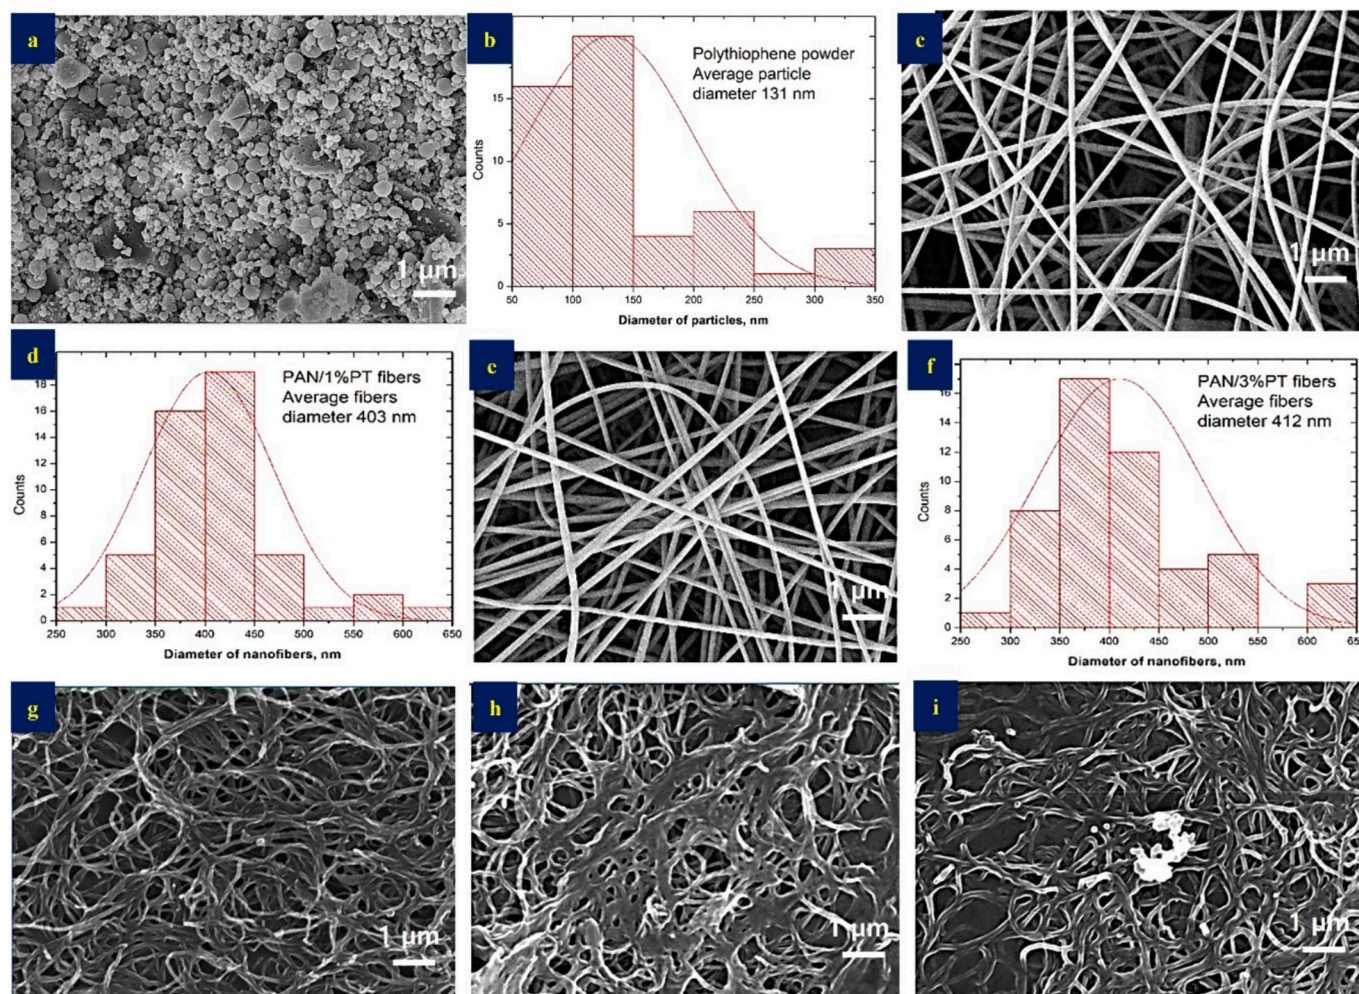 a
1 µm
b
Polythiophene powder
Average particle
diameter 131 nm
Counts
15
10
5
0
50 100 150 200 250 300 350
Diameter of particles, nm
c
1 µm
d
PAN/1%PT fibers
Average fibers
diameter 403 nm
Counts
18
16
14
12
10
8
6
4
2
0
250 300 350 400 450 500 550 600 650
Diameter of nanofibers, nm
c
1 µm
f
PAN/3%PT fibers
Average fibers
diameter 412 nm
Counts
16
14
12
10
8
6
4
2
0
250 300 350 400 450 500 550 600 65
Diameter of nanofibers, nm
g
1 µm
h
1 µm
i
1 µm